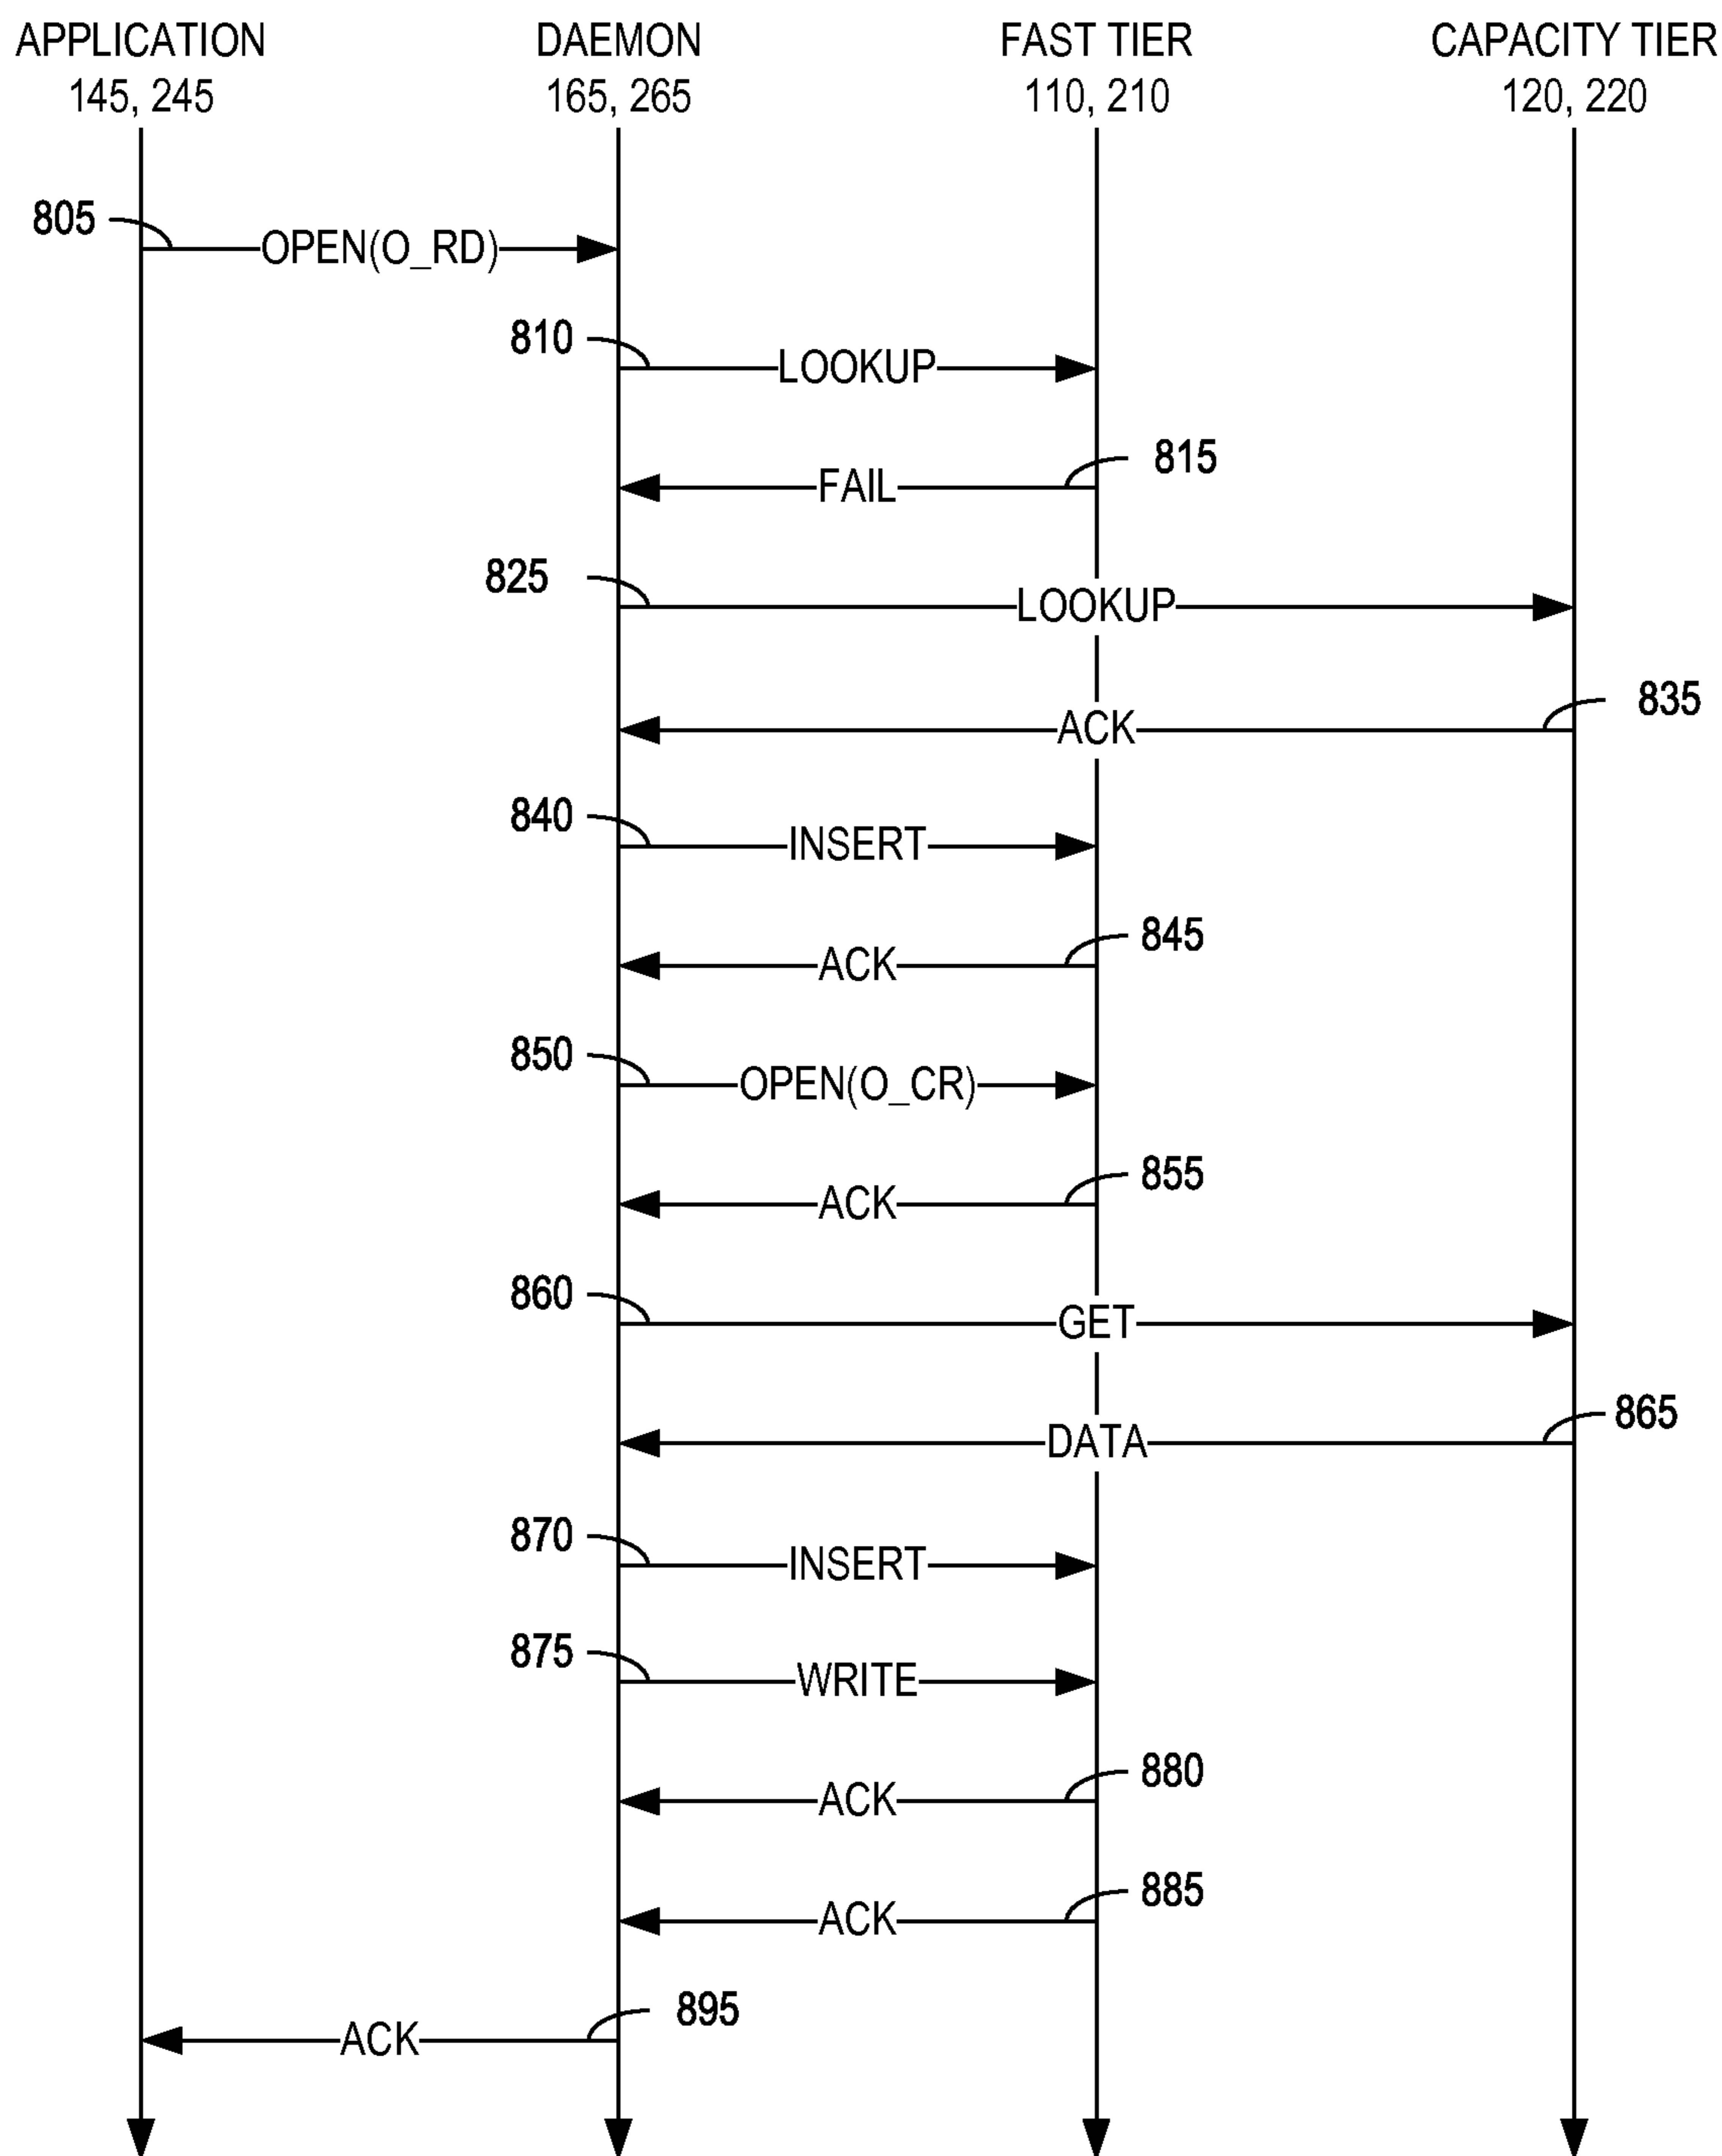 APPLICATION DAEMON FAST TIER CAPACITY TIER
145, 245 165, 265 110, 210 120, 220
805
OPEN(O_RD)
810
LOOKUP
815
FAIL
825
LOOKUP
835
ACK
840
INSERT
845
ACK
850
OPEN(O_CR)
855
ACK
860
GET
865
DATA
870
INSERT
875
WRITE
880
ACK
885
ACK
895
ACK